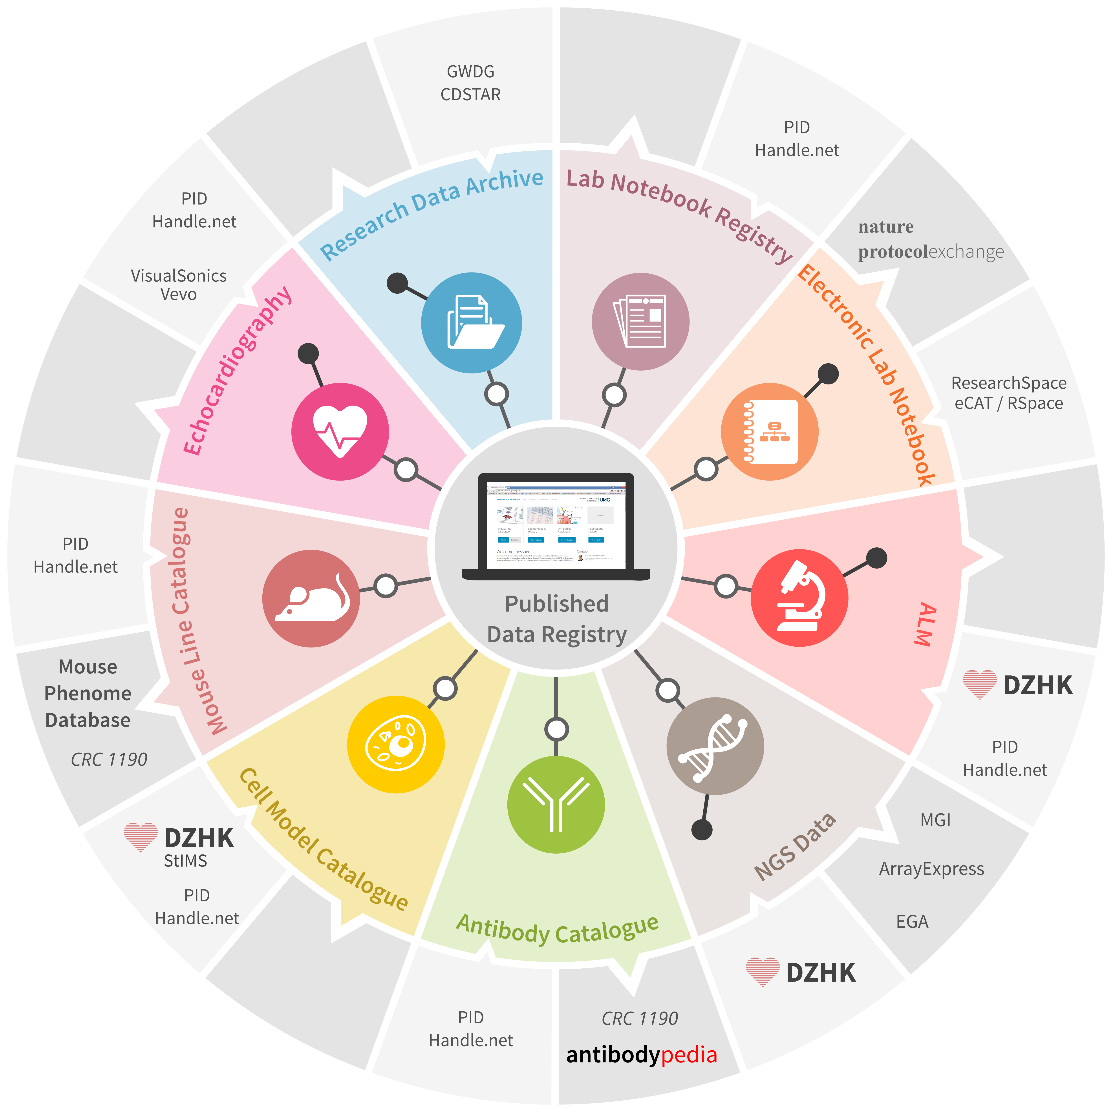 GWDG
CDSTAR
PID
Handle.net
nature
protocolexchange
ResearchSpace
eCAT / RSpace
DZHK
PID
Handle.net
MGI
ArrayExpress
EGA
DZHK
CRC 1190
antibodypedia
PID
Handle.net
DZHK
StIMS
PID
Handle.net
Mouse
Phenome
Database
CRC 1190
PID
Handle.net
PID
Handle.net
VisualSonics
Vevo
Research Data Archive
Lab Notebook Registry
Electronic Lab Notebook
ALM
NGS Data
Antibody Catalogue
Cell Model Catalogue
Mouse Line Catalogue
Echocardiography
Published
Data Registry